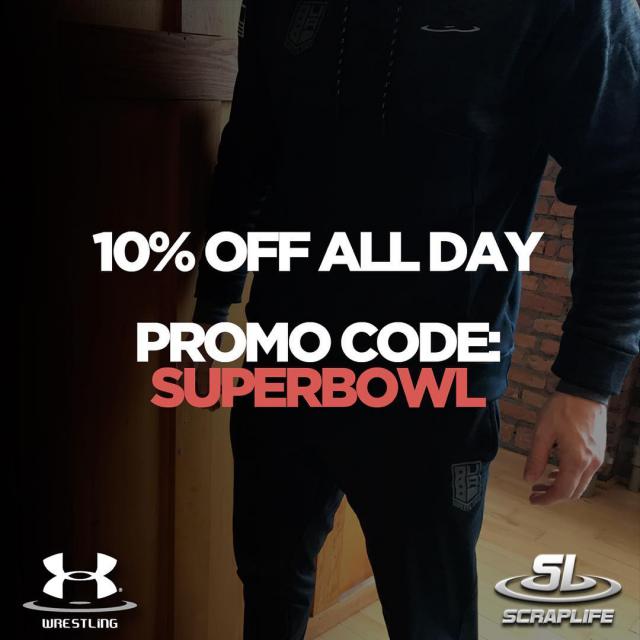 10% OFF ALL DAY
PROMO CODE:
SUPERBOWL
WRESTLING
SL
SCRAPLIFE